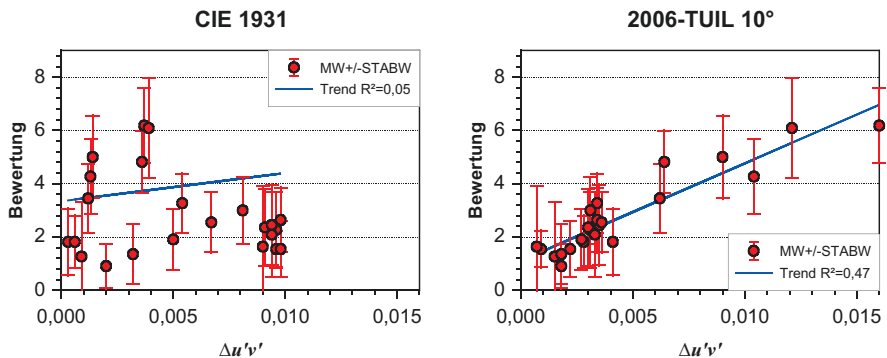 CIE 1931
Bewertung
8
6
4
2
0
MW+/-STABW
Trend R²=0,05
0,000
0,005
0,010
0,015
Δu'v'
2006-TUIL 10°
Bewertung
8
6
4
2
0
MW+/-STABW
Trend R²=0,47
0,000
0,005
0,010
0,015
Δu'v'